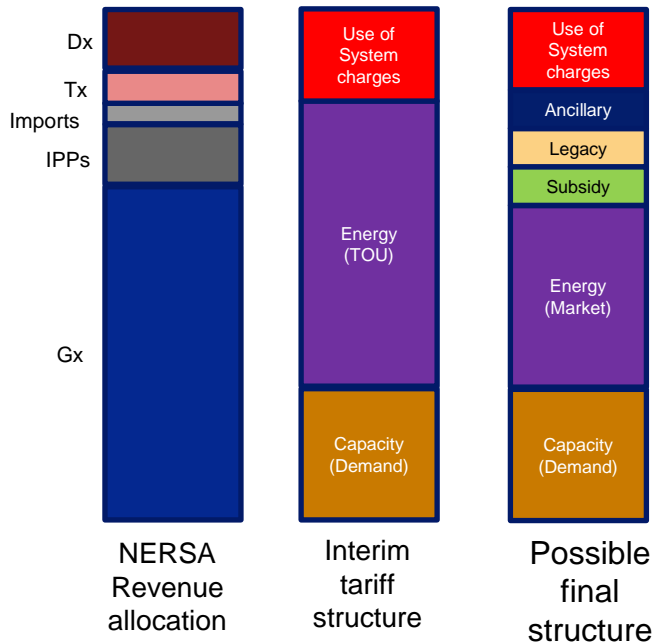 Dx
Tx
Imports
IPPs
Gx
NERSA
Revenue
allocation
Use of
System
charges
Energy
(TOU)
Capacity
(Demand)
Interim
tariff
structure
Use of
System
charges
Ancillary
Legacy
Subsidy
Energy
(Market)
Capacity
(Demand)
Possible
final
structure